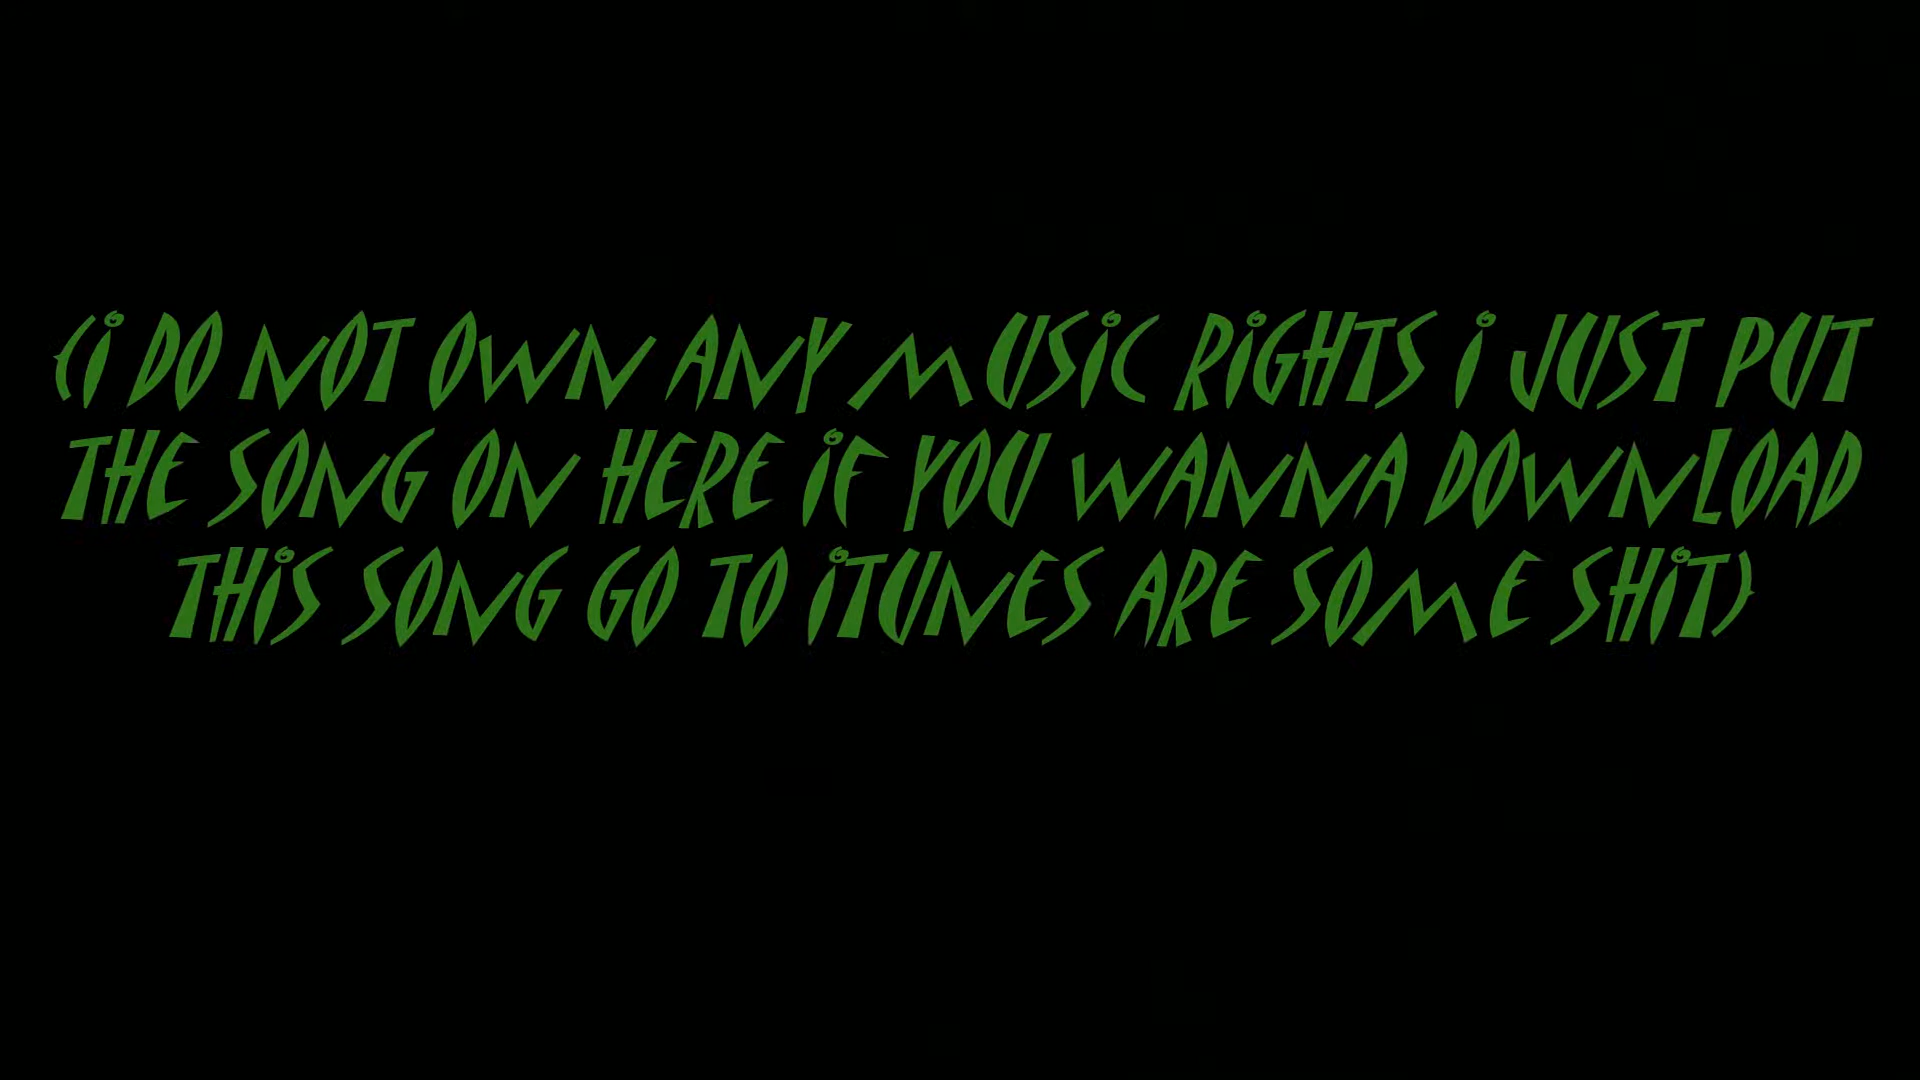 (i DO NOT OWN ANY MUSiC RiGHTS i JUST PUT
THE SONG ON HERE iF YOU WANNA DOWNLOAD
THiS SONG GO TO iTUNES ARE SOME SHiT)